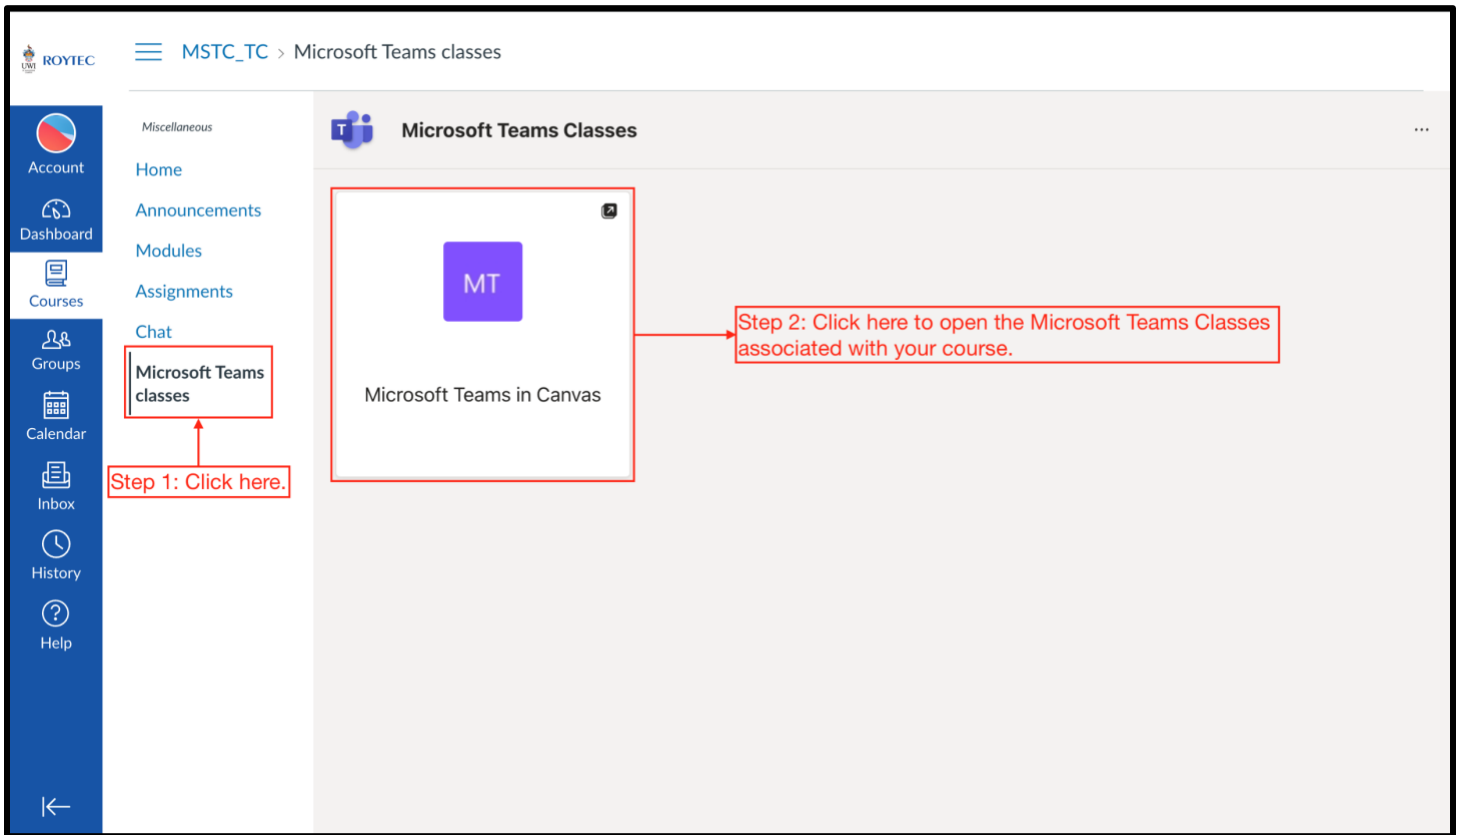 UWI
ROYTEC
MSTC_TC > Microsoft Teams classes
Account
Dashboard
Courses
Groups
Calendar
Inbox
History
Help
Miscellaneous
Home
Announcements
Modules
Assignments
Chat
Microsoft Teams
classes
Step 1: Click here.
T
Microsoft Teams Classes
...
MT
Microsoft Teams in Canvas
Step 2: Click here to open the Microsoft Teams Classes
associated with your course.